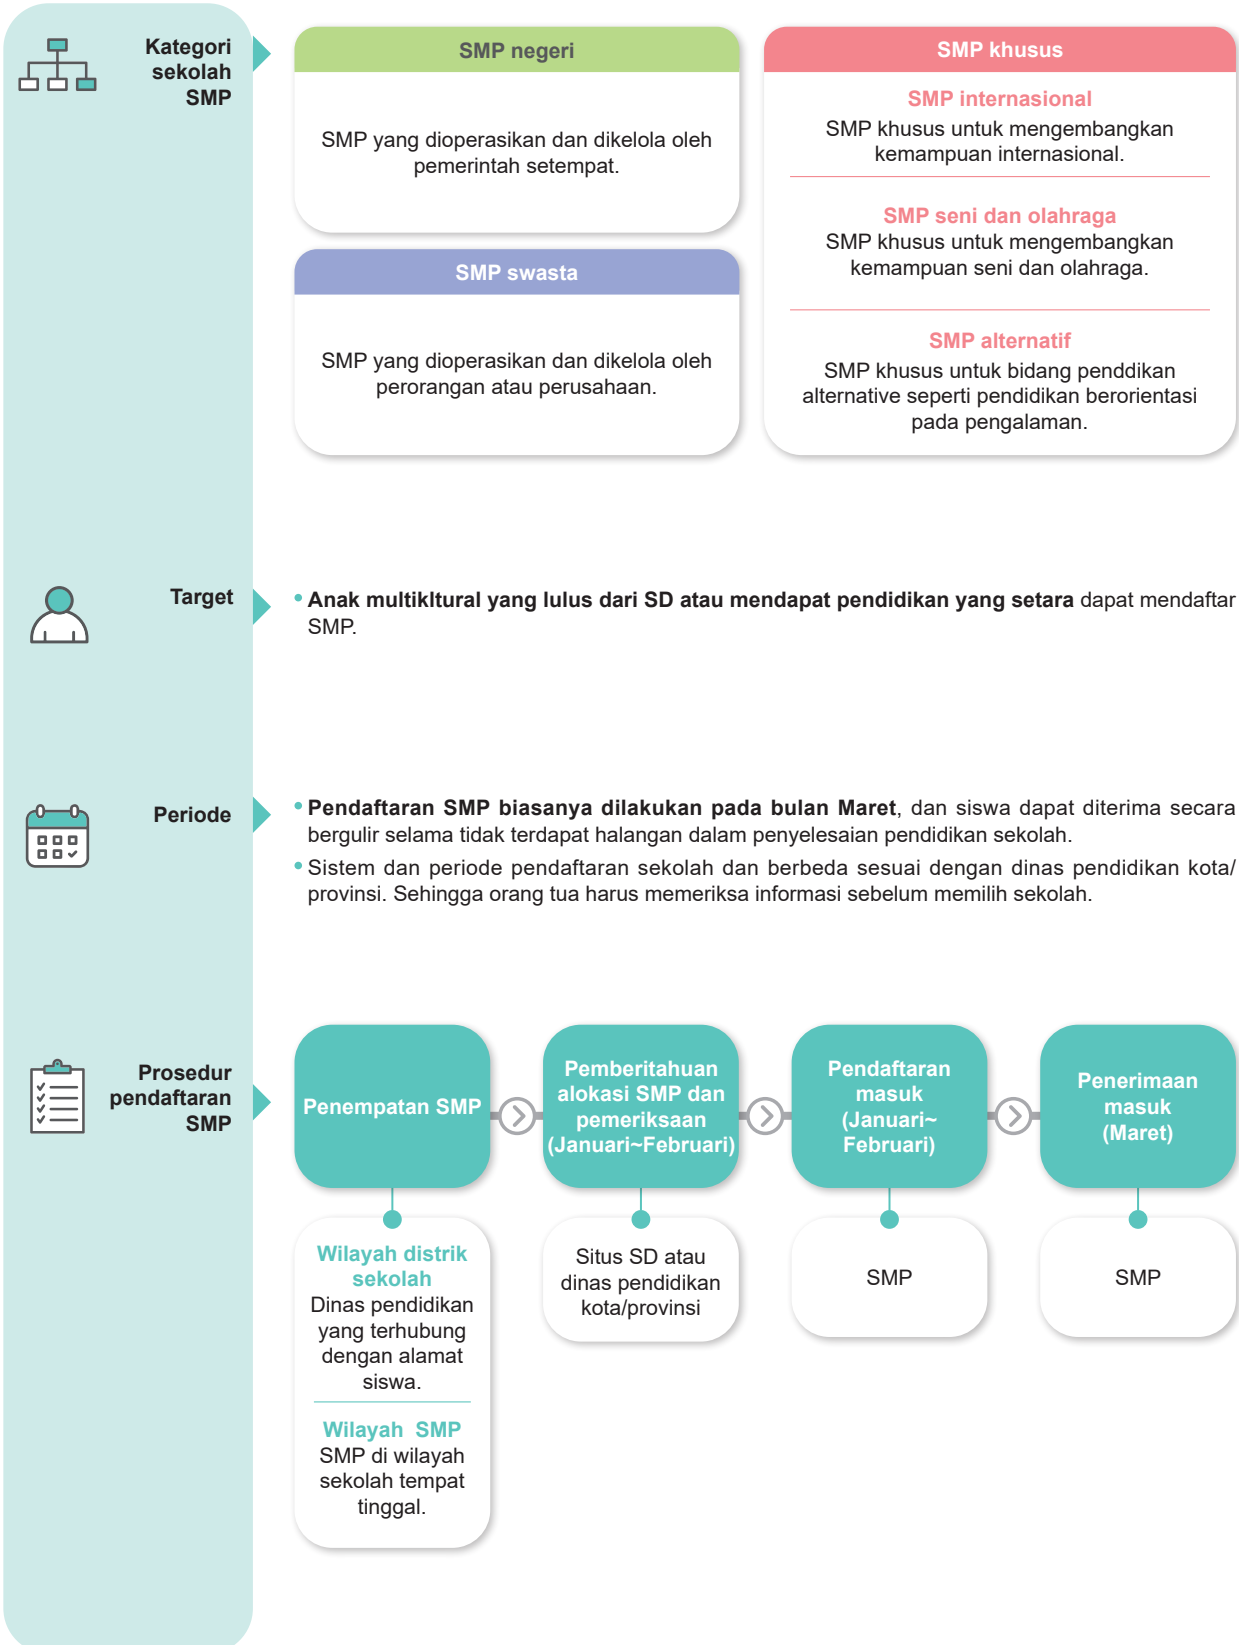 Kategori
sekolah
SMP
SMP negeri
SMP yang dioperasikan dan dikelola oleh
pemerintah setempat.
SMP swasta
SMP yang dioperasikan dan dikelola oleh
perorangan atau perusahaan.
SMP khusus
SMP internasional
SMP khusus untuk mengembangkan
kemampuan internasional.
SMP seni dan olahraga
SMP khusus untuk mengembangkan
kemampuan seni dan olahraga.
SMP alternatif
SMP khusus untuk bidang penddikan
alternative seperti pendidikan berorientasi
pada pengalaman.
Target
• Anak multikltural yang lulus dari SD atau mendapat pendidikan yang setara dapat mendaftar
SMP.
Periode
• Pendaftaran SMP biasanya dilakukan pada bulan Maret, dan siswa dapat diterima secara
bergulir selama tidak terdapat halangan dalam penyelesaian pendidikan sekolah.
• Sistem dan periode pendaftaran sekolah dan berbeda sesuai dengan dinas pendidikan kota/
provinsi. Sehingga orang tua harus memeriksa informasi sebelum memilih sekolah.
Prosedur
pendaftaran
SMP
Penempatan SMP
Wilayah distrik
sekolah
Dinas pendidikan
yang terhubung
dengan alamat
siswa.
Wilayah SMP
SMP di wilayah
sekolah tempat
tinggal.
Pemberitahuan
alokasi SMP dan
pemeriksaan
(Januari~Februari)
Situs SD atau
dinas pendidikan
kota/provinsi
Pendaftaran
masuk
(Januari~
Februari)
SMP
Penerimaan
masuk
(Maret)
SMP